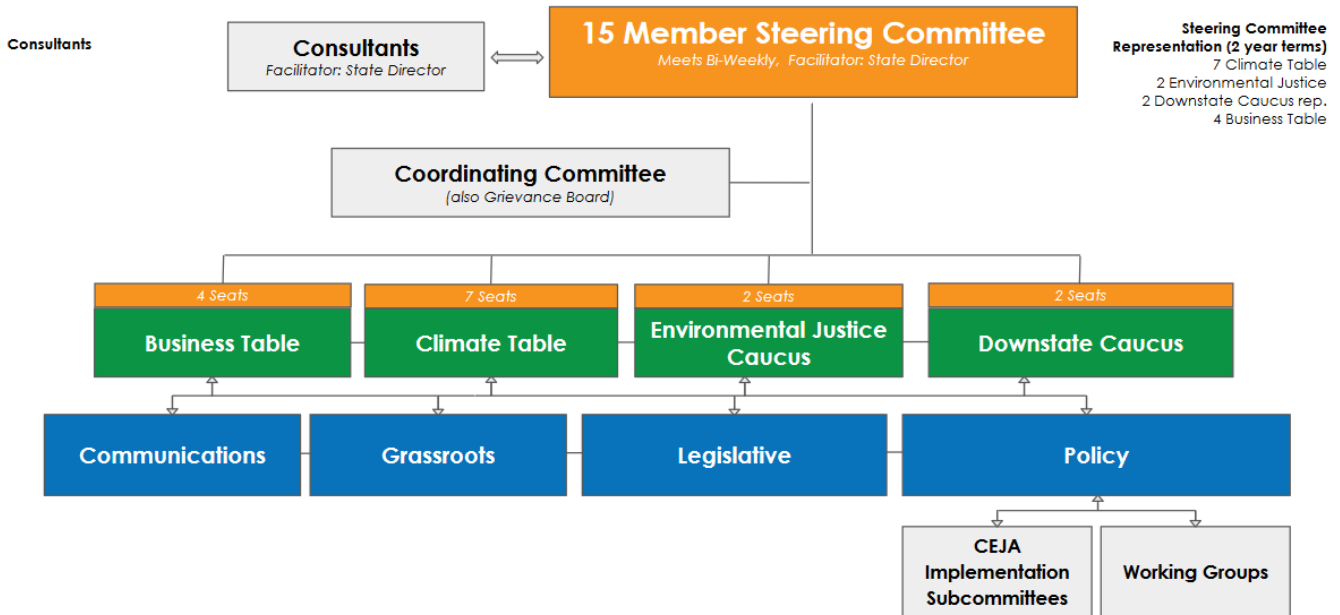 Consultants
Consultants
Facilitator: State Director
15 Member Steering Committee
Meets Bi-Weekly, Facilitator: State Director
Steering Committee
Representation (2 year terms)
7 Climate Table
2 Environmental Justice
2 Downstate Caucus rep.
4 Business Table
Coordinating Committee
(also Grievance Board)
4 Seats
Business Table
7 Seats
Climate Table
2 Seats
Environmental Justice
Caucus
2 Seats
Downstate Caucus
Communications
Grassroots
Legislative
Policy
CEJA
Implementation
Subcommittees
Working Groups